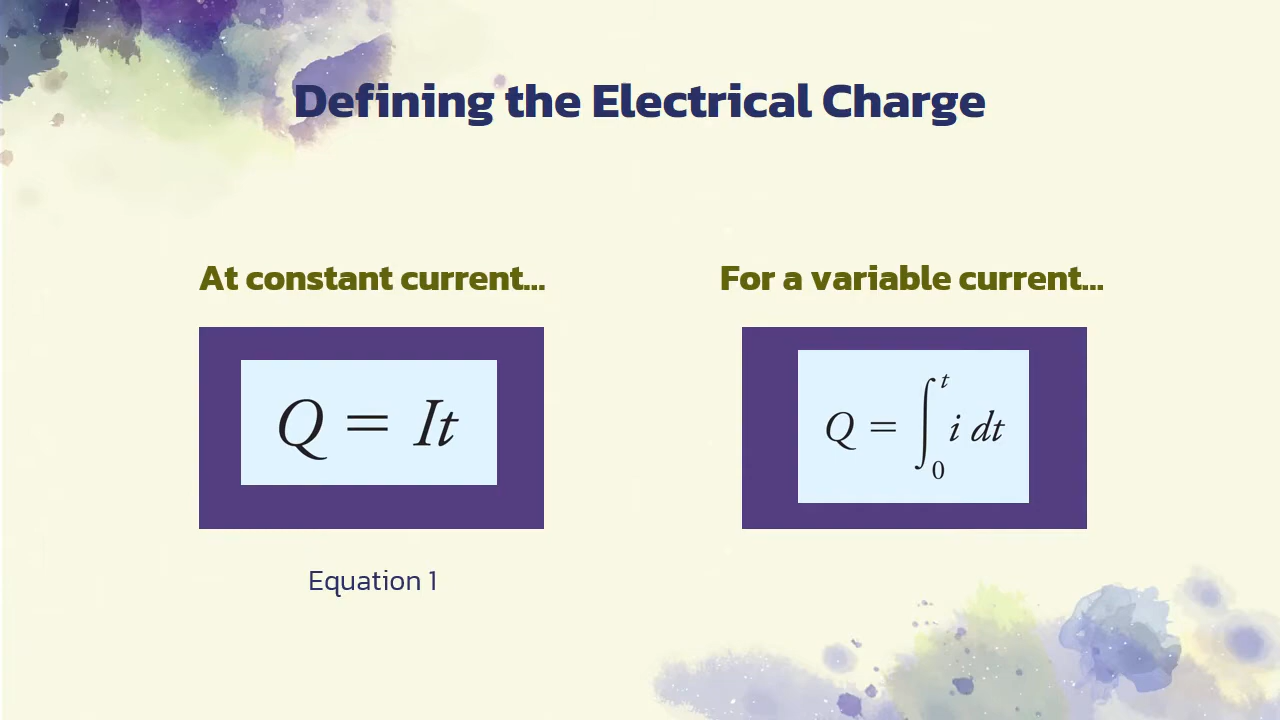 Defining the Electrical Charge
At constant current...
For a variable current...
Q = It
Q = ∫₀ᵗ i dt
Equation 1